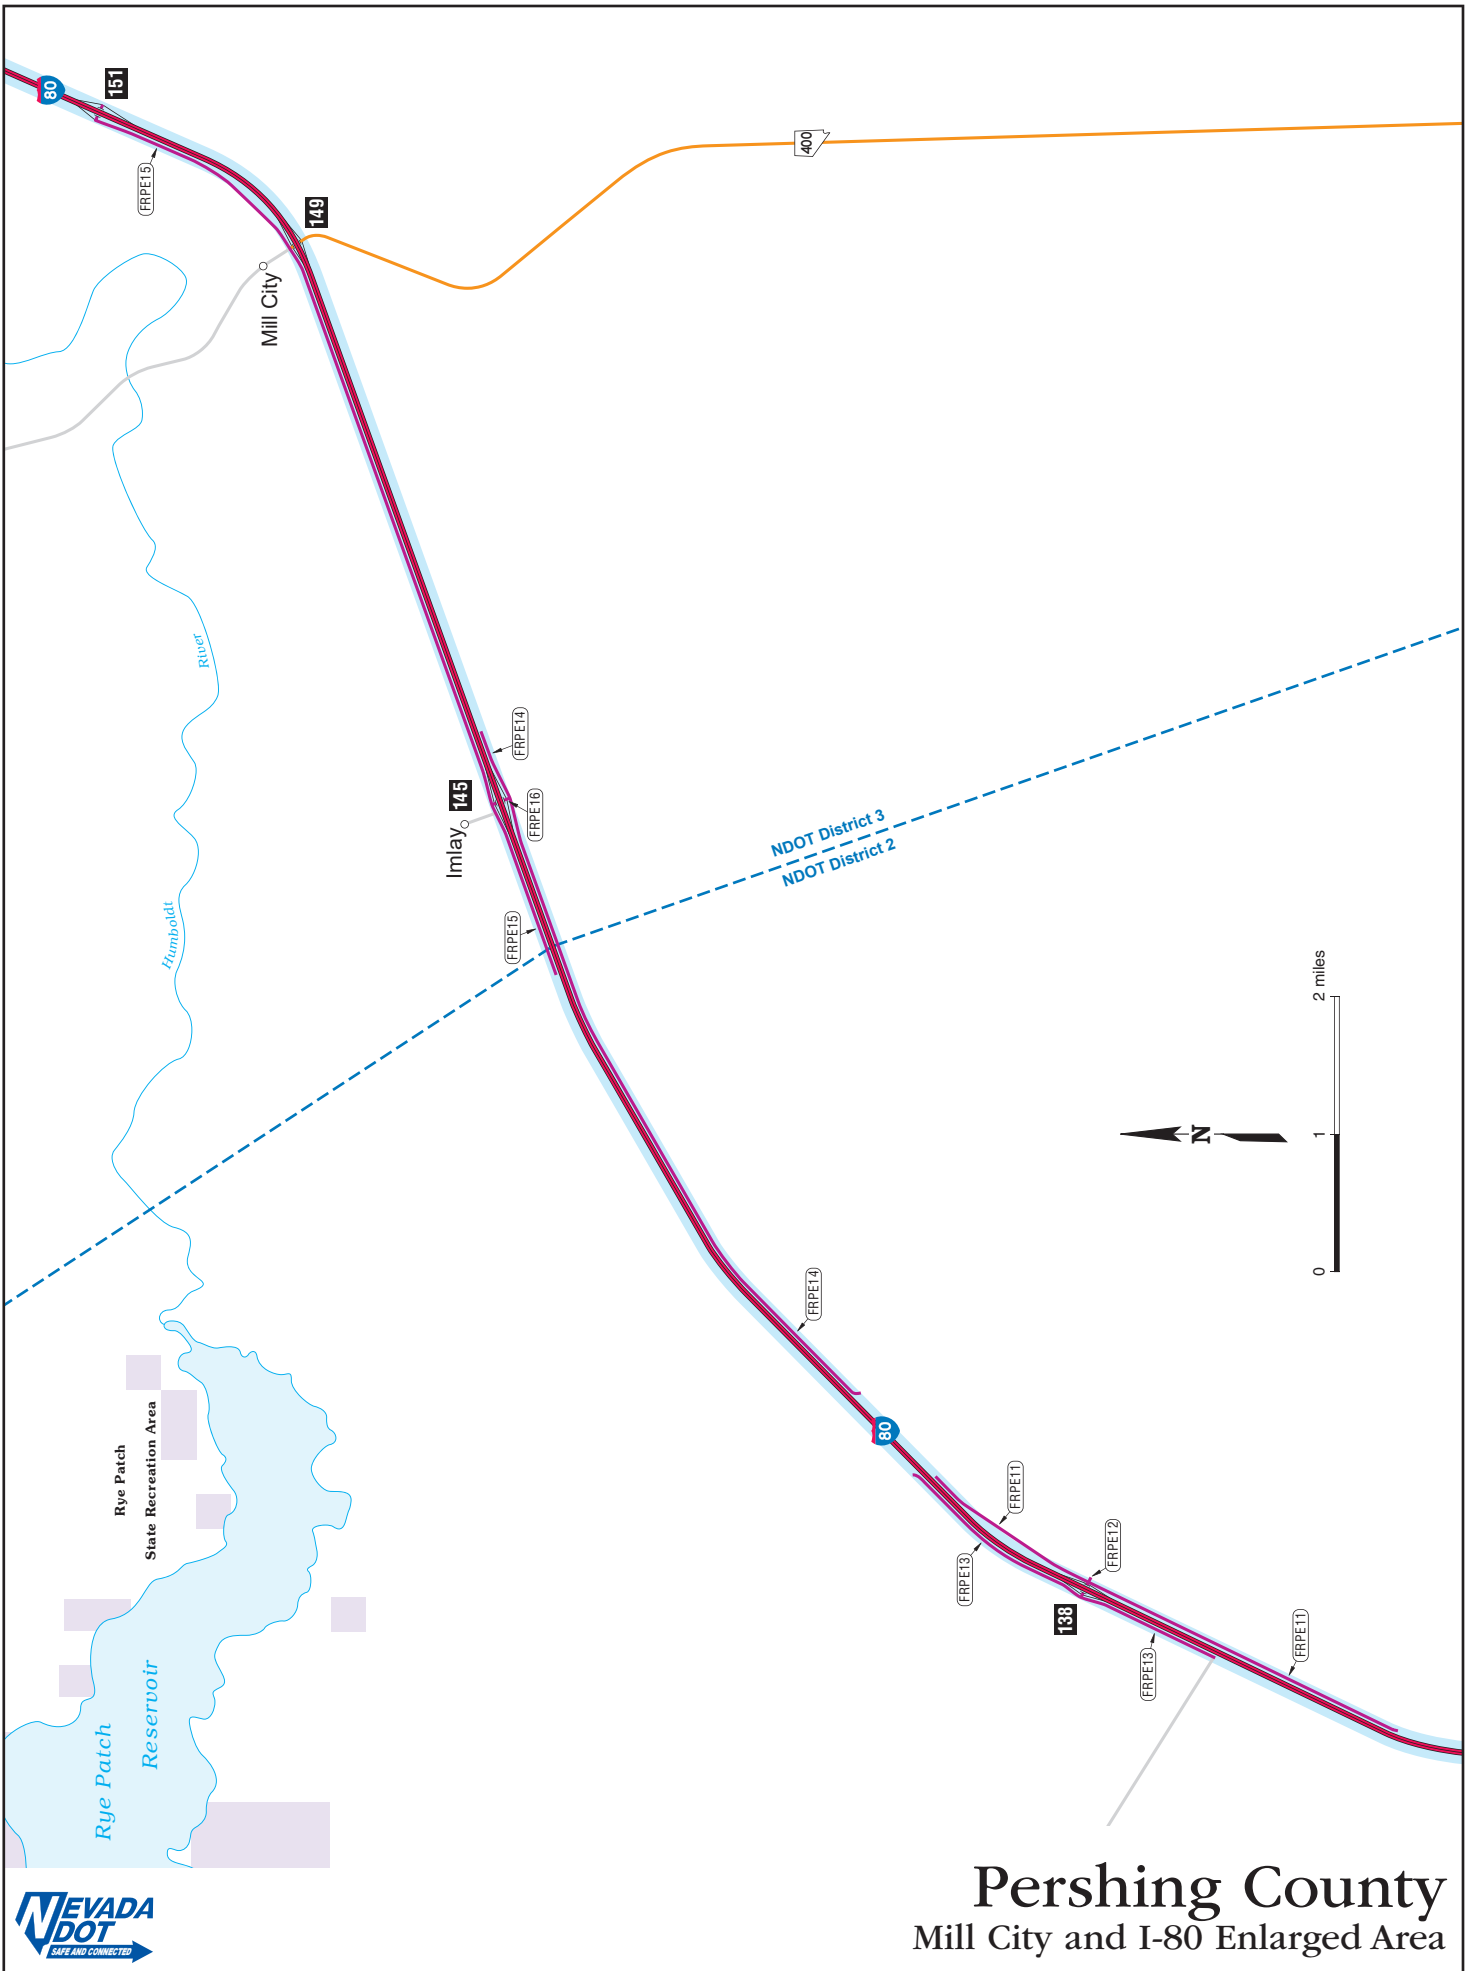 80
151
FRPE15
400
149
Mill City
River
FRPE14
145
FRPE16
Imlay
NDOT District 3
NDOT District 2
Humboldt
FRPE15
2 miles
1
0
N
FRPE14
Rye Patch
State Recreation Area
80
FRPE11
FRPE13
FRPE12
138
FRPE13
FRPE11
Rye Patch
Reservoir
Pershing County
Mill City and I-80 Enlarged Area
NEVADA
DOT
SAFE AND CONNECTED